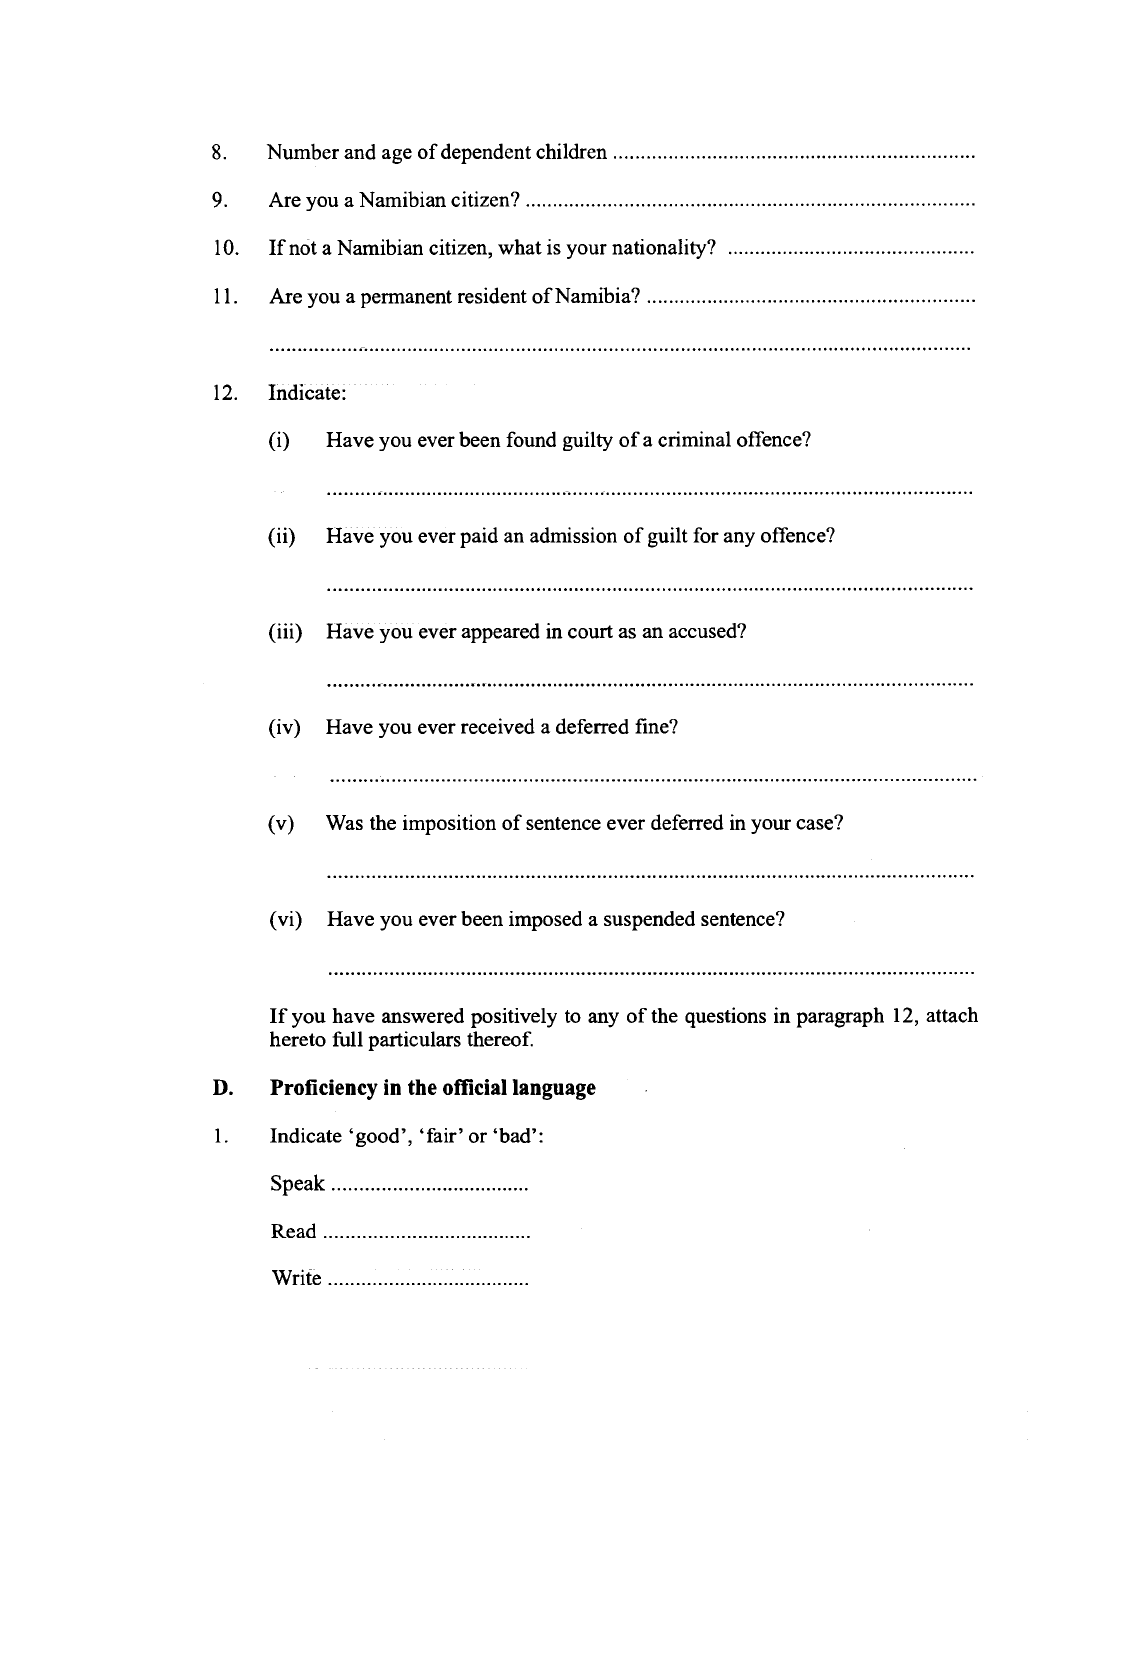 8. Number and age of dependent children ..................................................................
9. Are you a Namibian citizen? ..................................................................................
10. If not a Namibian citizen, what is your nationality? .............................................
11. Are you a permanent resident of Namibia? ............................................................
................................................................................................................................
12. Indicate:
(i) Have you ever been found guilty of a criminal offence?
......................................................................................................................
(ii) Have you ever paid an admission of guilt for any offence?
......................................................................................................................
(iii) Have you ever appeared in court as an accused?
......................................................................................................................
(iv) Have you ever received a deferred fine?
......................................................................................................................
(v) Was the imposition of sentence ever deferred in your case?
......................................................................................................................
(vi) Have you ever been imposed a suspended sentence?
......................................................................................................................
If you have answered positively to any of the questions in paragraph 12, attach
hereto full particulars thereof.
D. Proficiency in the official language
1. Indicate ‘good’, ‘fair’ or ‘bad’:
Speak ....................................
Read ......................................
Write .....................................